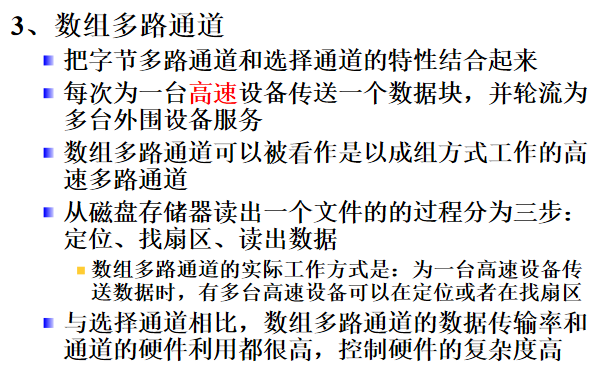 3、数组多路通道
把字节多路通道和选择通道的特性结合起来
每次为一台高速设备传送一个数据块，并轮流为
多台外围设备服务
数组多路通道可以被看作是以成组方式工作的高
速多路通道
从磁盘存储器读出一个文件的的过程分为三步：
定位、找扇区、读出数据
数组多路通道的实际工作方式是：为一台高速设备传
送数据时，有多台高速设备可以在定位或者在找扇区
与选择通道相比，数组多路通道的数据传输率和
通道的硬件利用都很高，控制硬件的复杂度高